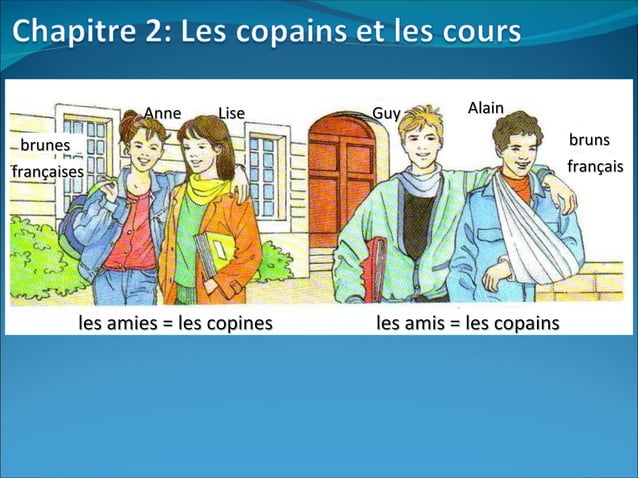 Chapitre 2: Les copains et les cours
Anne
Lise
Guy
Alain
brunes
françaises
bruns
français
les amies = les copines
les amis = les copains